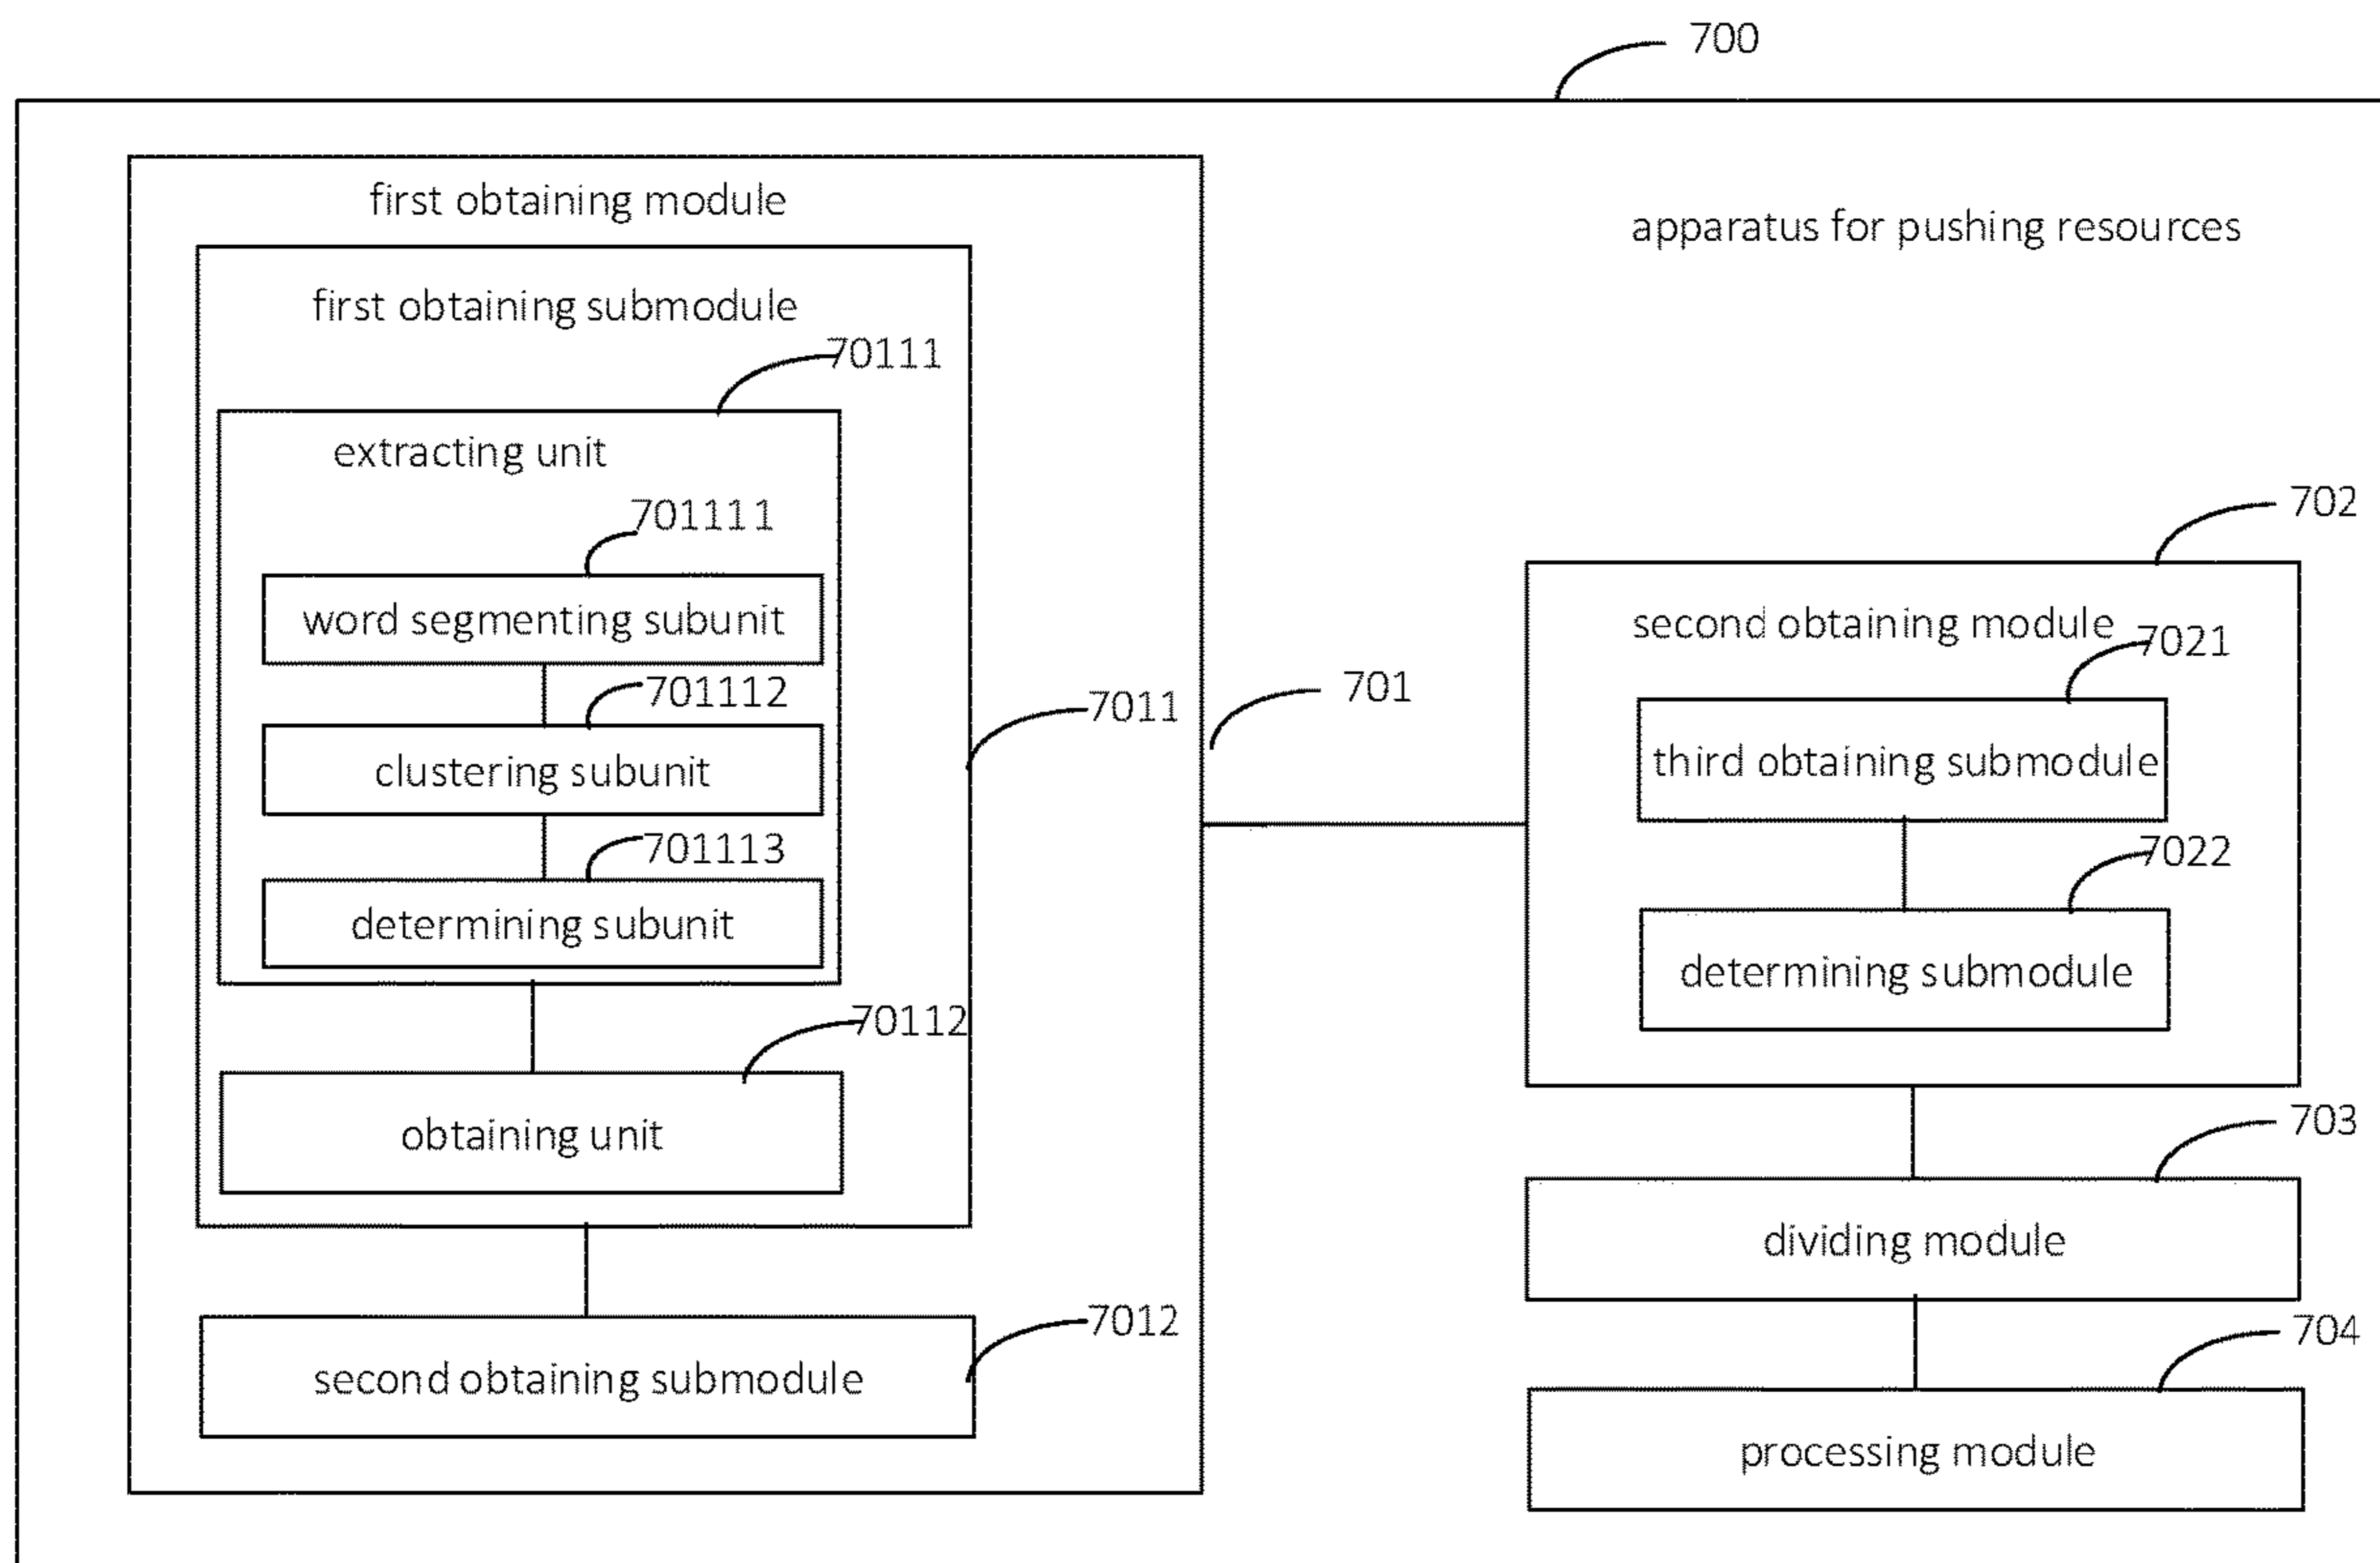 700
first obtaining module
apparatus for pushing resources
first obtaining submodule
70111
extracting unit
701111
word segmenting subunit
701112
clustering subunit
701113
determining subunit
7011
70112
obtaining unit
7012
second obtaining submodule
701
702
second obtaining module
7021
third obtaining submodule
7022
determining submodule
703
dividing module
704
processing module